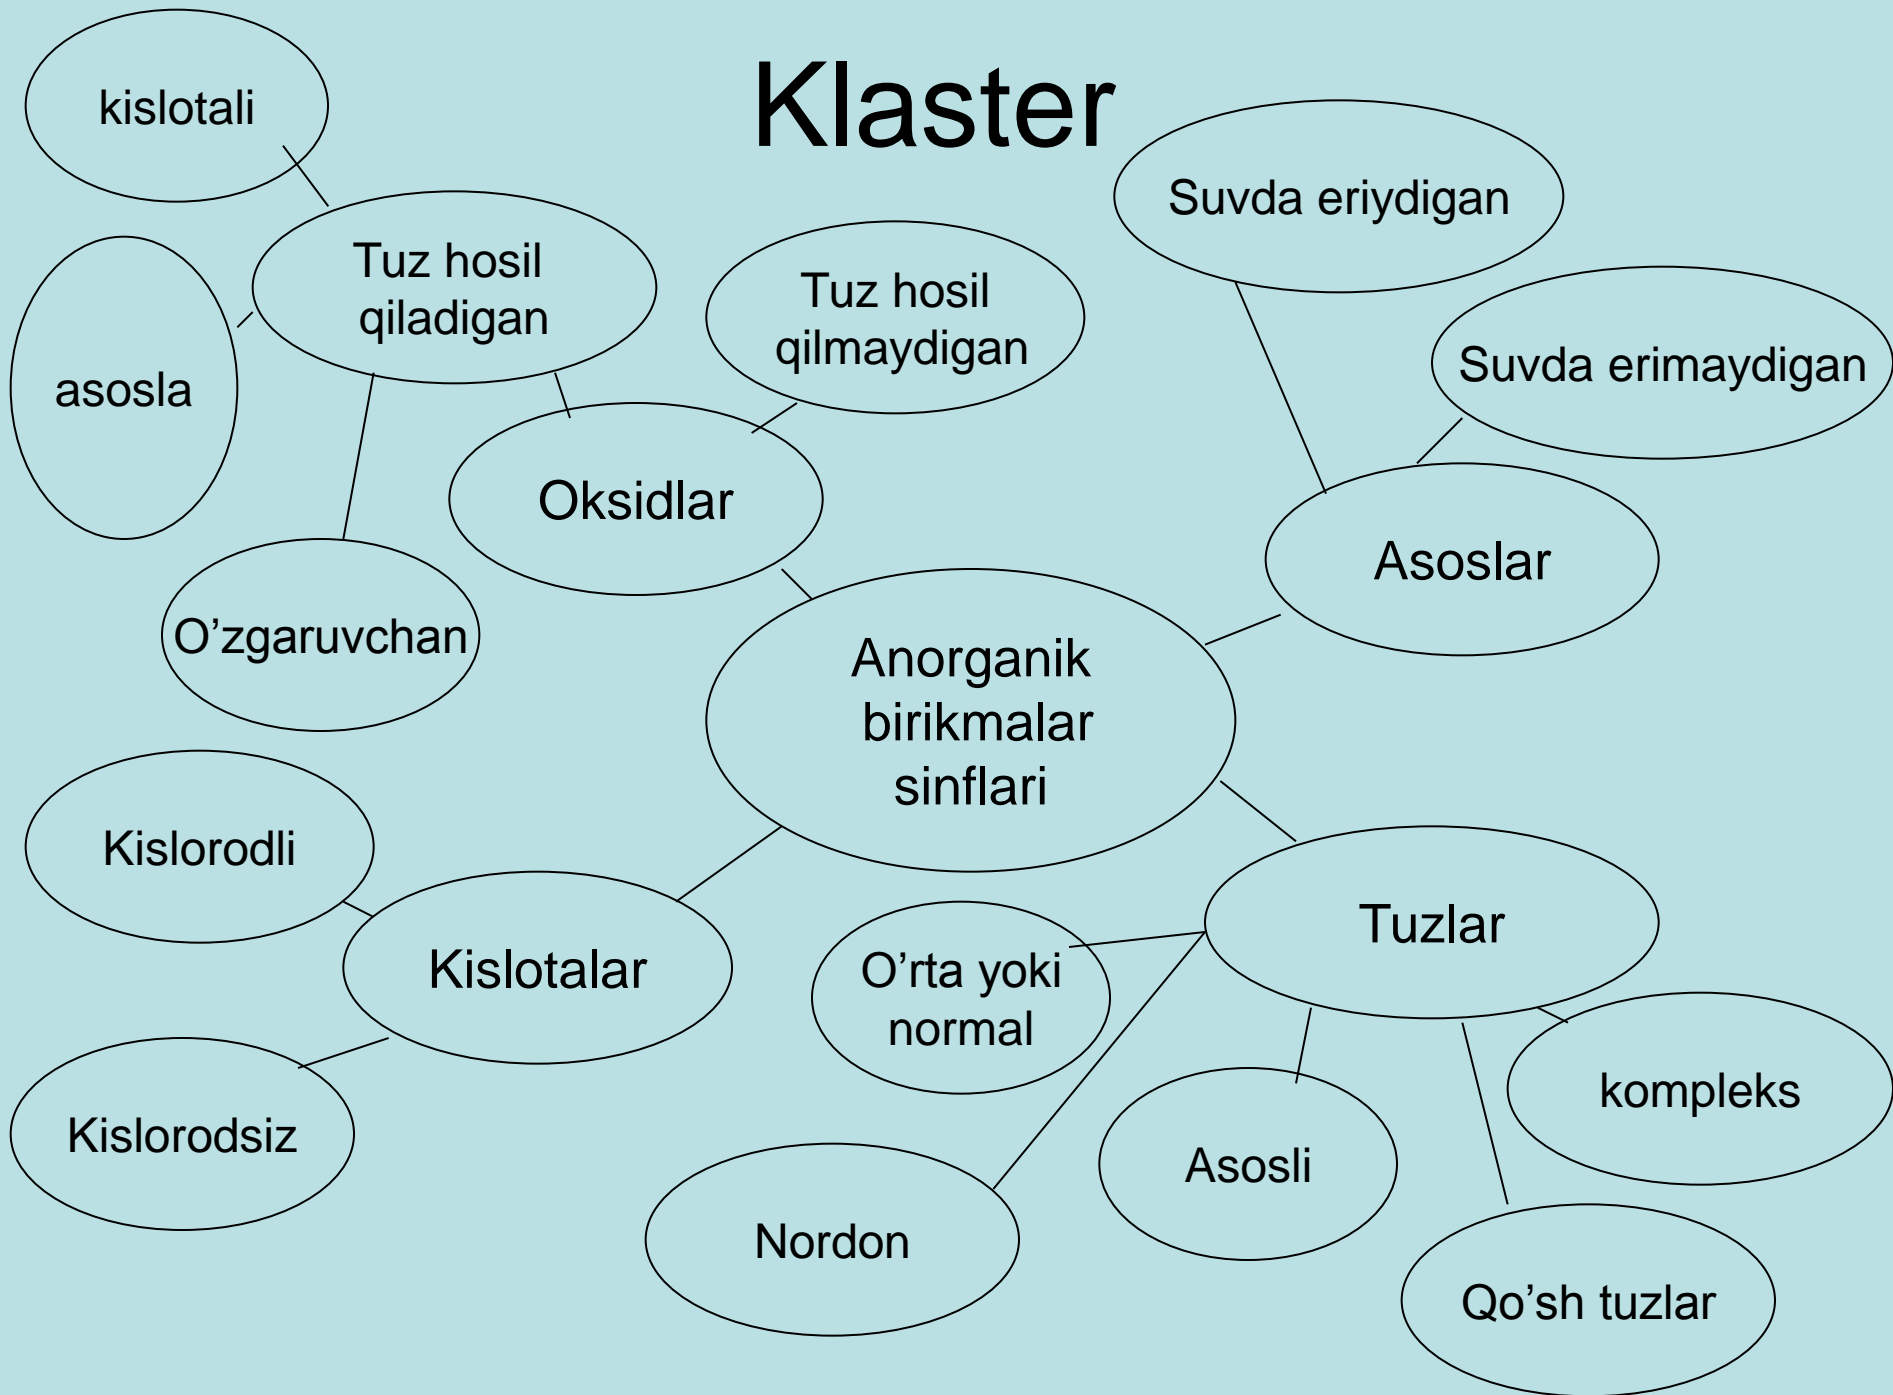 Klaster
kislotali
Suvda eriydigan
Tuz hosil
qiladigan
Tuz hosil
qilmaydigan
Suvda erimaydigan
asosla
Oksidlar
Asoslar
O’zgaruvchan
Anorganik
birikmalar
sinflari
Kislorodli
Tuzlar
Kislotalar
O’rta yoki
normal
kompleks
Kislorodsiz
Asosli
Nordon
Qo’sh tuzlar